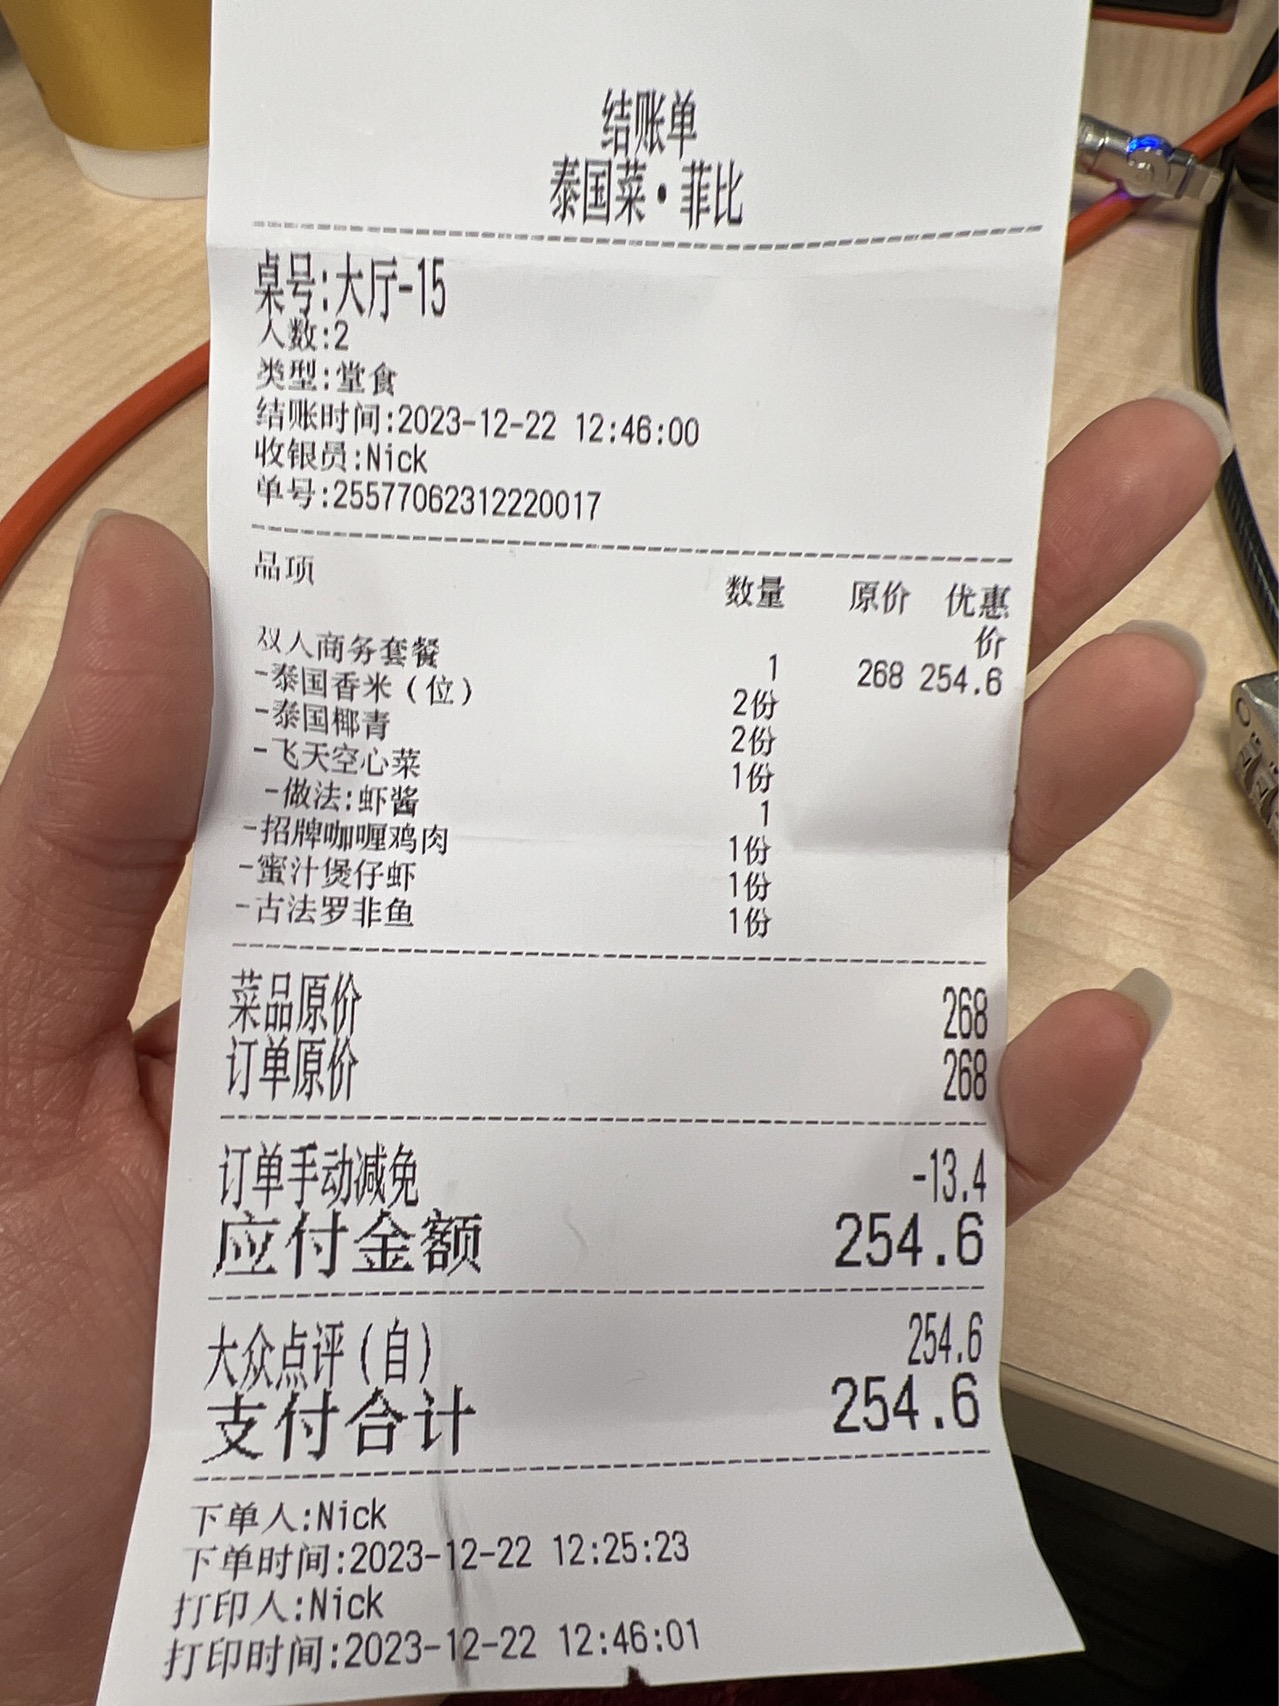 结账单
泰国菜·菲比
桌号:大厅-15
人数:2
类型:堂食
结账时间:2023-12-22 12:46:00
收银员:Nick
单号:25577062312220017
品项 数量 原价 优惠价
双人商务套餐 1 268 254.6
-泰国香米(位) 2份
-泰国椰青 2份
-飞天空心菜 1份
-做法:虾酱 1
-招牌咖喱鸡肉 1份
-蜜汁煲仔虾 1份
-古法罗非鱼 1份
菜品原价 268
订单原价 268
订单手动减免 -13.4
应付金额 254.6
大众点评(自) 254.6
支付合计 254.6
下单人:Nick
下单时间:2023-12-22 12:25:23
打印人:Nick
打印时间:2023-12-22 12:46:01